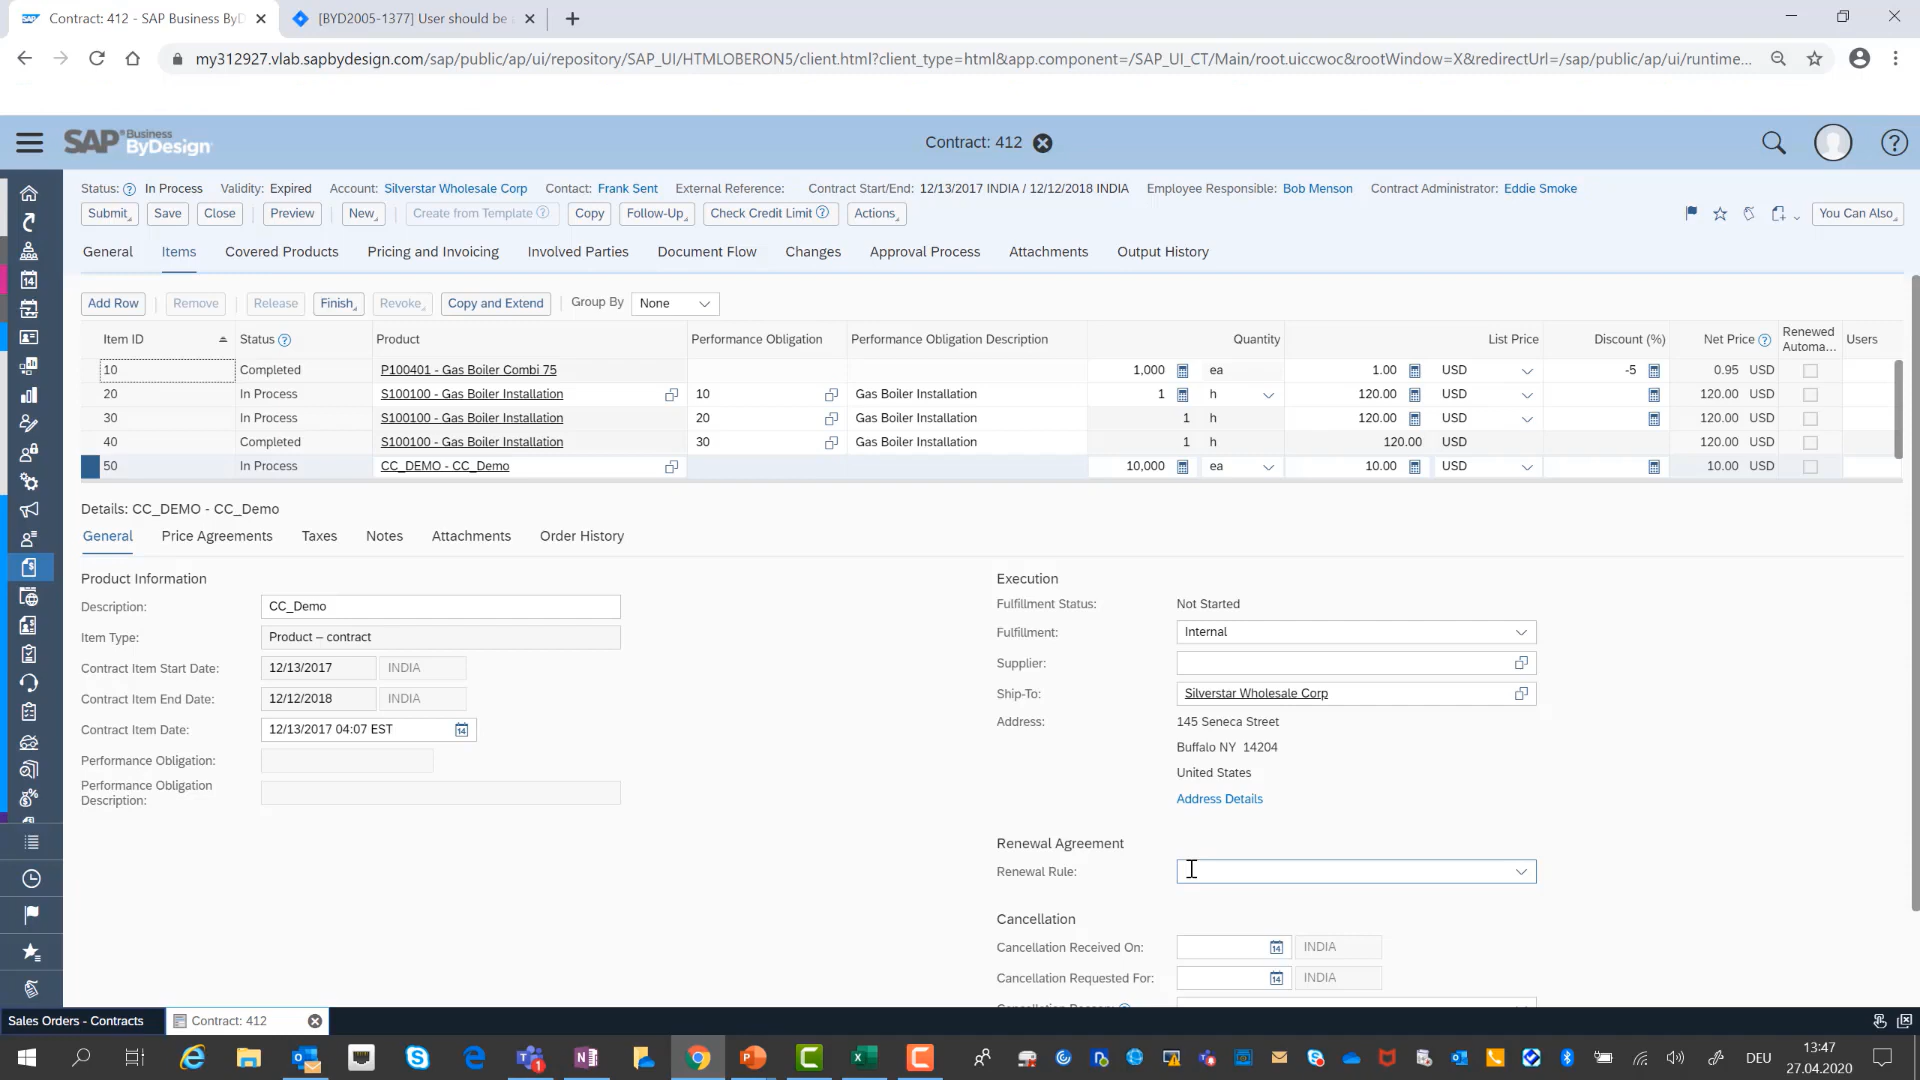 Contract: 412 - SAP Business ByD
[BYD2005-1377] User should be
my312927.vlab.sapbydesign.com/sap/public/ap/ui/repository/SAP_UI/HTMLOBERON5/client.html?client_type=html&app.component=/SAP_UI_CT/Main/root.uiccwoc&rootWindow=X&redirectUrl=/sap/public/ap/ui/runtime...
SAP Business ByDesign
Contract: 412
Status: In Process Validity: Expired Account: Silverstar Wholesale Corp Contact: Frank Sent External Reference: Contract Start/End: 12/13/2017 INDIA / 12/12/2018 INDIA Employee Responsible: Bob Menson Contract Administrator: Eddie Smoke
Submit Save Close Preview New Create from Template Copy Follow-Up Check Credit Limit Actions You Can Also
General Items Covered Products Pricing and Invoicing Involved Parties Document Flow Changes Approval Process Attachments Output History
Add Row Remove Release Finish Revoke Copy and Extend Group By None
Item ID Status Product Performance Obligation Performance Obligation Description Quantity List Price Discount (%) Net Price Renewed Automa... Users
10 Completed P100401 - Gas Boiler Combi 75 1,000 ea 1.00 USD -5 0.95 USD
20 In Process S100100 - Gas Boiler Installation 10 Gas Boiler Installation 1 h 120.00 USD 120.00 USD
30 In Process S100100 - Gas Boiler Installation 20 Gas Boiler Installation 1 h 120.00 USD 120.00 USD
40 Completed S100100 - Gas Boiler Installation 30 Gas Boiler Installation 1 h 120.00 USD 120.00 USD
50 In Process CC_DEMO - CC_Demo 10,000 ea 10.00 USD 10.00 USD
Details: CC_DEMO - CC_Demo
General Price Agreements Taxes Notes Attachments Order History
Product Information
Description: CC_Demo
Item Type: Product – contract
Contract Item Start Date: 12/13/2017 INDIA
Contract Item End Date: 12/12/2018 INDIA
Contract Item Date: 12/13/2017 04:07 EST
Performance Obligation:
Performance Obligation
Description:
Execution
Fulfillment Status: Not Started
Fulfillment: Internal
Supplier:
Ship-To: Silverstar Wholesale Corp
Address: 145 Seneca Street
Buffalo NY 14204
United States
Address Details
Renewal Agreement
Renewal Rule:
Cancellation
Cancellation Received On: INDIA
Cancellation Requested For: INDIA
Sales Orders - Contracts Contract: 412
DEU
13:47
27.04.2020